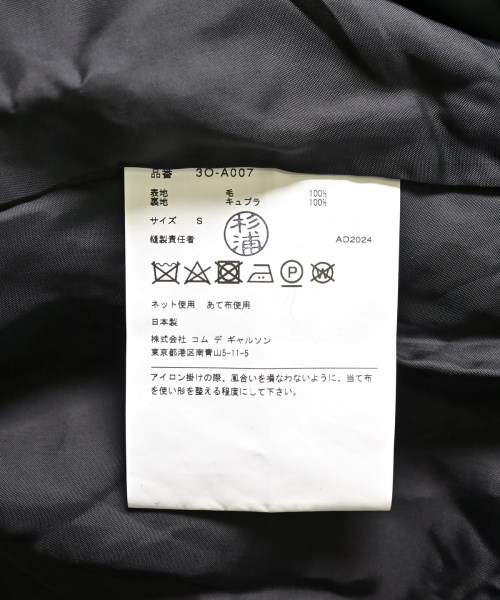 品番 3O-A007
表地 毛 100%
裏地 キュプラ 100%
サイズ S
杉浦
縫製責任者 AD2024
P W
ネット使用 あて布使用
日本製
株式会社 コム デ ギャルソン
東京都港区南青山5-11-5
アイロン掛けの際、風合いを損なわないように、当て布
を使い形を整える程度にして下さい。